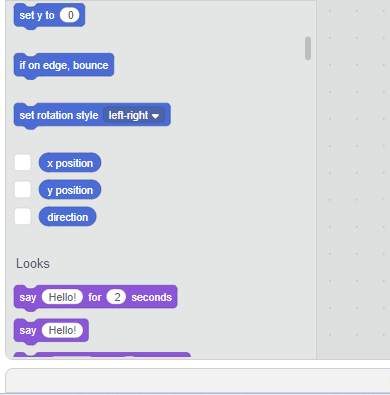 set y to 0
if on edge, bounce
set rotation style left-right
x position
y position
direction
Looks
say Hello! for 2 seconds
say Hello!